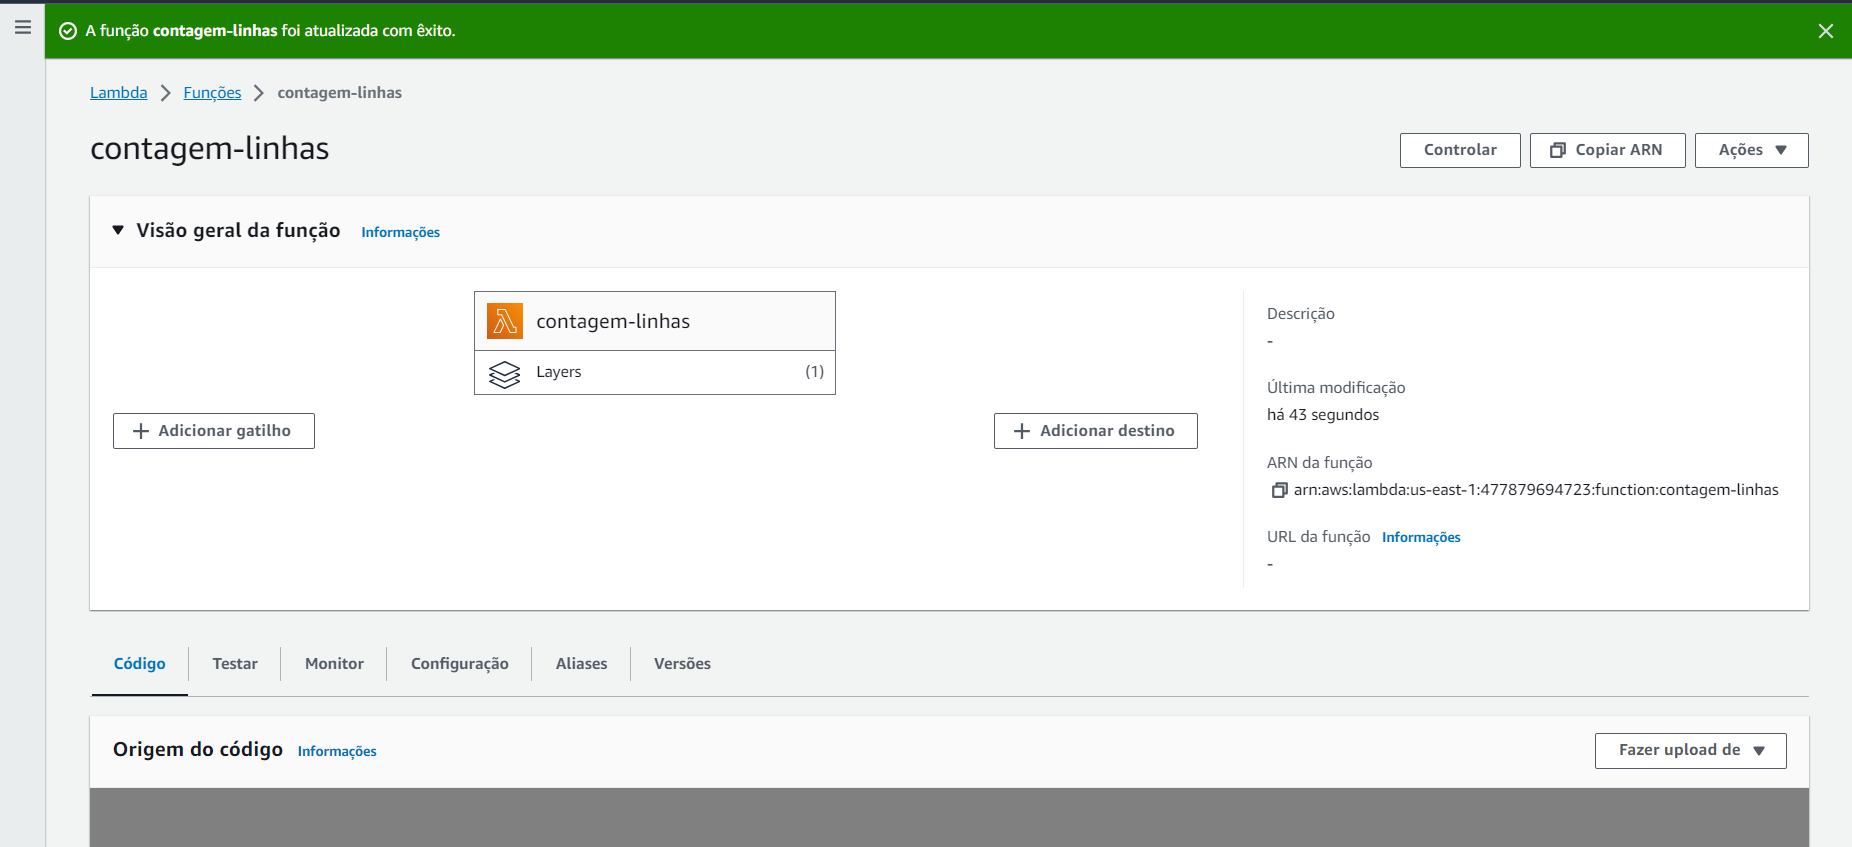 A função contagem-linhas foi atualizada com êxito.
Lambda > Funções > contagem-linhas
contagem-linhas
Controlar
Copiar ARN
Ações
Visão geral da função Informações
contagem-linhas
Layers (1)
Adicionar gatilho
Adicionar destino
Descrição
-
Última modificação
há 43 segundos
ARN da função
arn:aws:lambda:us-east-1:477879694723:function:contagem-linhas
URL da função Informações
-
Código Testar Monitor Configuração Aliases Versões
Origem do código Informações
Fazer upload de